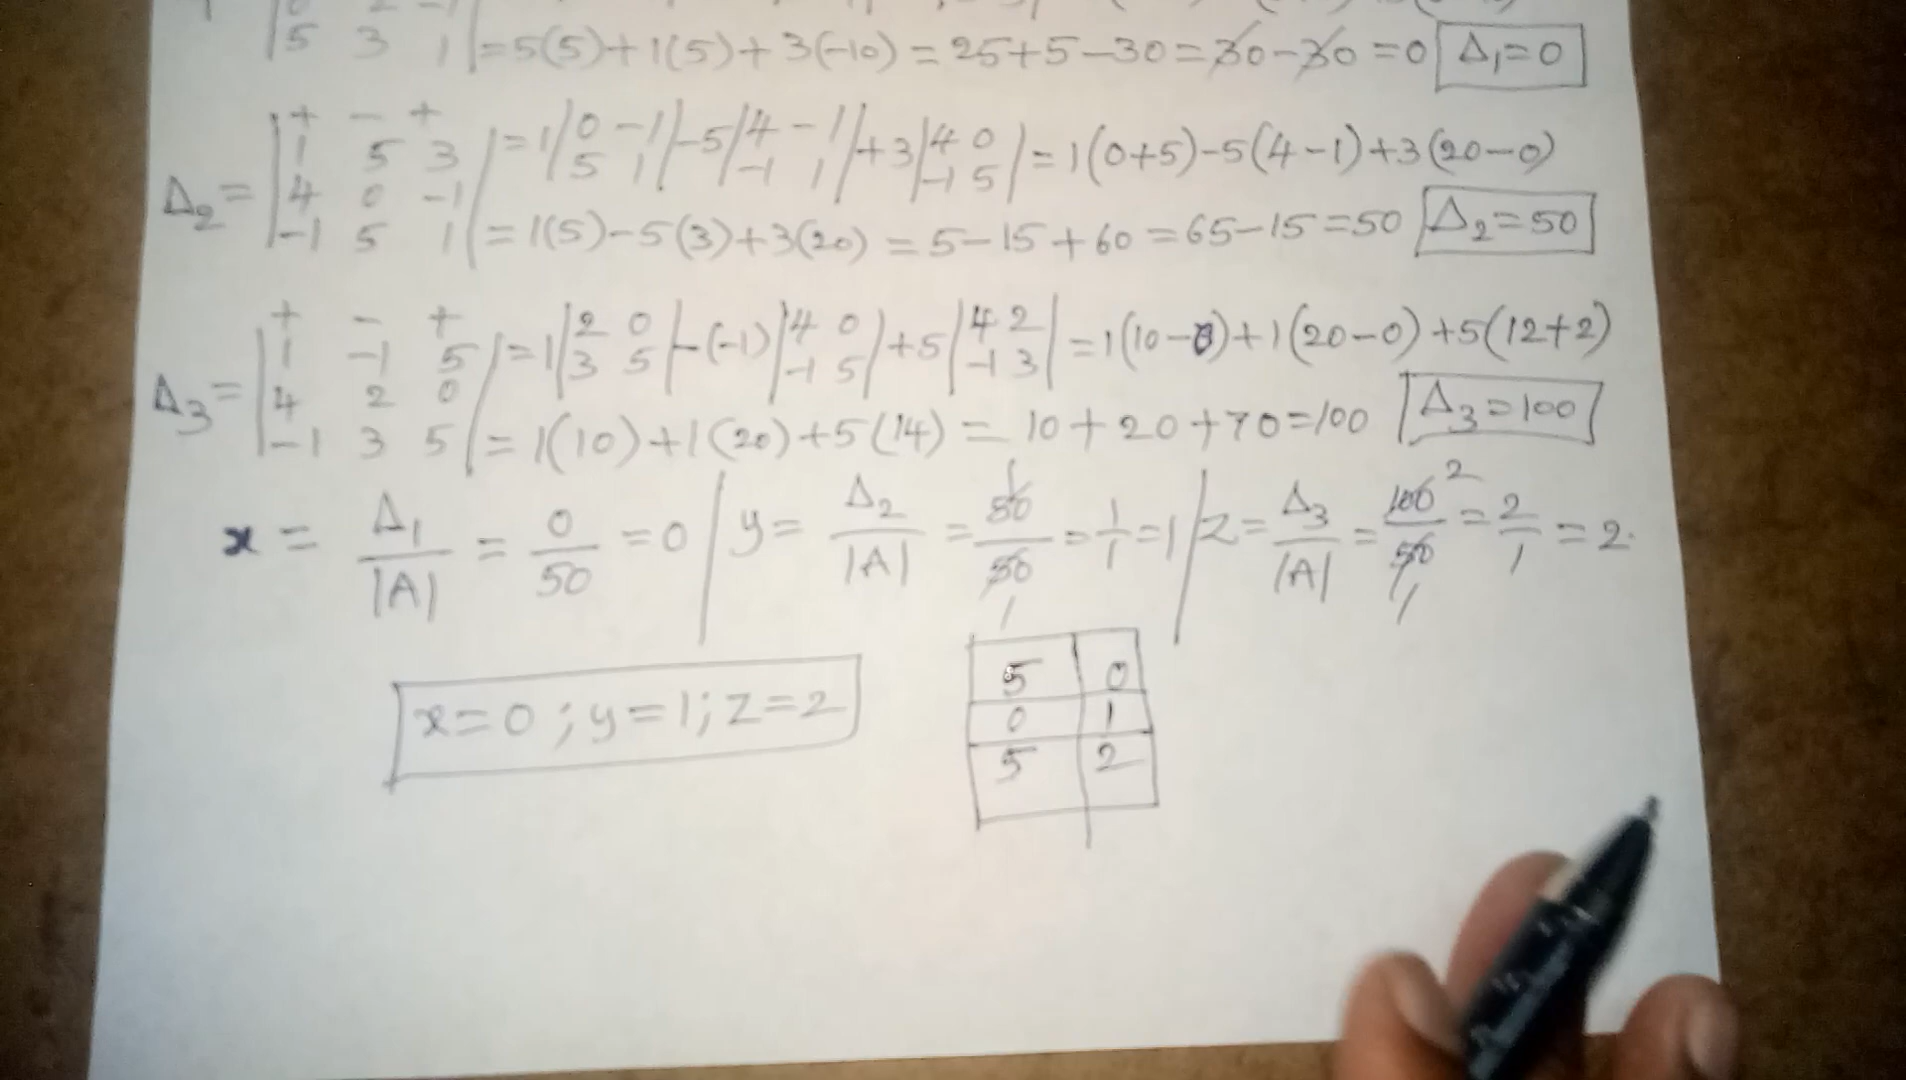 5 3 1 | = 5(5)+1(5)+3(-10) = 25+5-30 = 30-30 = 0 Δ₁=0
+ - +
Δ₂ = | 1 5 3 | = 1 | 0 -1 | -5 | 4 -1 | +3 | 4 0 | = 1(0+5)-5(4-1)+3(20-0)
| 4 0 -1 | | 5 1 | | -1 1 | | -1 5 |
| -1 5 1 | = 1(5)-5(3)+3(20) = 5-15+60 = 65-15 = 50 Δ₂=50
+ - +
Δ₃ = | 1 -1 5 | = 1 | 2 0 | -(-1) | 4 0 | +5 | 4 2 | = 1(10-0)+1(20-0)+5(12+2)
| 4 2 0 | | 3 5 | | -1 5 | | -1 3 |
| -1 3 5 | = 1(10)+1(20)+5(14) = 10+20+70=100 Δ₃=100
x = Δ₁/|A| = 0/50 = 0 | y = Δ₂/|A| = 50/50 = 1/1 = 1 | z = Δ₃/|A| = 100/50 = 2/1 = 2.
x=0 ; y=1 ; z=2
5 0
0 1
5 2